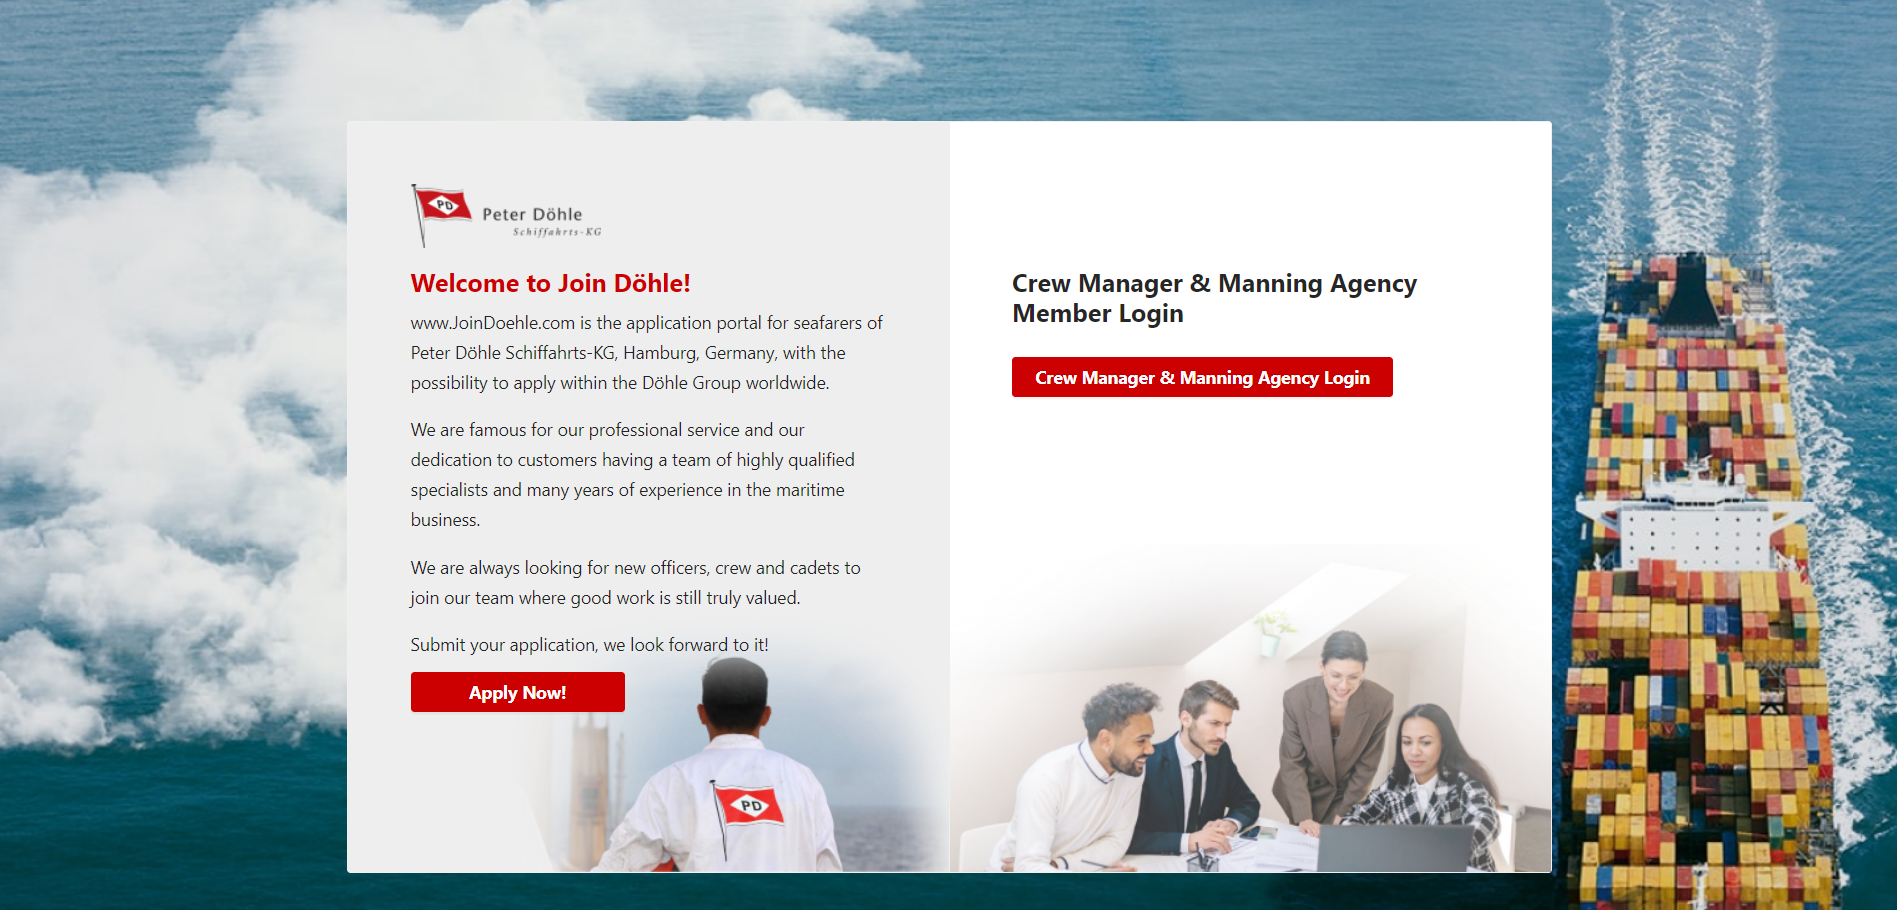 PD
Peter Döhle
Schiffahrts-KG
Welcome to Join Döhle!
www.JoinDoehle.com is the application portal for seafarers of
Peter Döhle Schiffahrts-KG, Hamburg, Germany, with the
possibility to apply within the Döhle Group worldwide.
We are famous for our professional service and our
dedication to customers having a team of highly qualified
specialists and many years of experience in the maritime
business.
We are always looking for new officers, crew and cadets to
join our team where good work is still truly valued.
Submit your application, we look forward to it!
Apply Now!
PD
Crew Manager & Manning Agency
Member Login
Crew Manager & Manning Agency Login